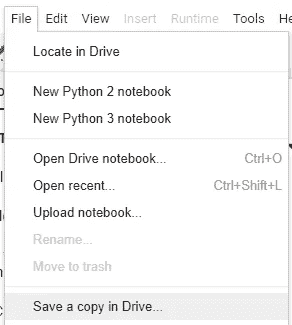 File Edit View Insert Runtime Tools He
Locate in Drive
New Python 2 notebook
New Python 3 notebook
Open Drive notebook... Ctrl+O
Open recent... Ctrl+Shift+L
Upload notebook...
Rename...
Move to trash
Save a copy in Drive...